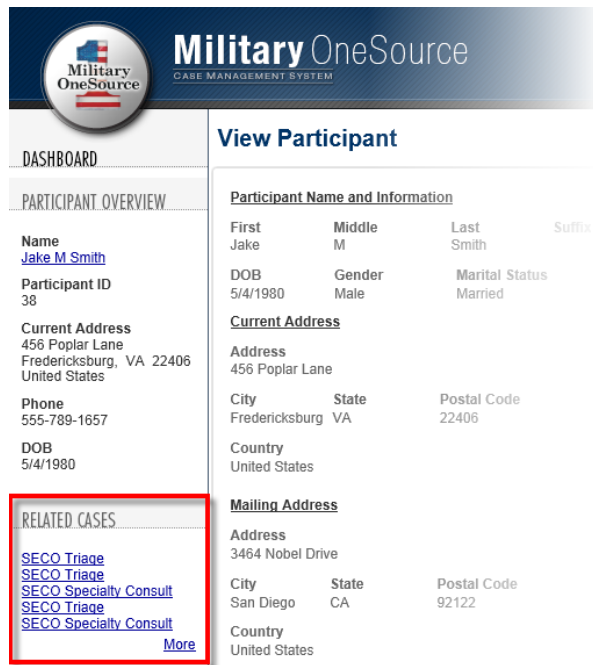 Military
OneSource
Military OneSource
CASE MANAGEMENT SYSTEM
DASHBOARD
PARTICIPANT OVERVIEW
Name
Jake M Smith
Participant ID
38
Current Address
456 Poplar Lane
Fredericksburg, VA 22406
United States
Phone
555-789-1657
DOB
5/4/1980
RELATED CASES
SECO Triage
SECO Triage
SECO Specialty Consult
SECO Triage
SECO Specialty Consult
More
View Participant
Participant Name and Information
First Middle Last Suffix
Jake M Smith
DOB Gender Marital Status
5/4/1980 Male Married
Current Address
Address
456 Poplar Lane
City State Postal Code
Fredericksburg VA 22406
Country
United States
Mailing Address
Address
3464 Nobel Drive
City State Postal Code
San Diego CA 92122
Country
United States